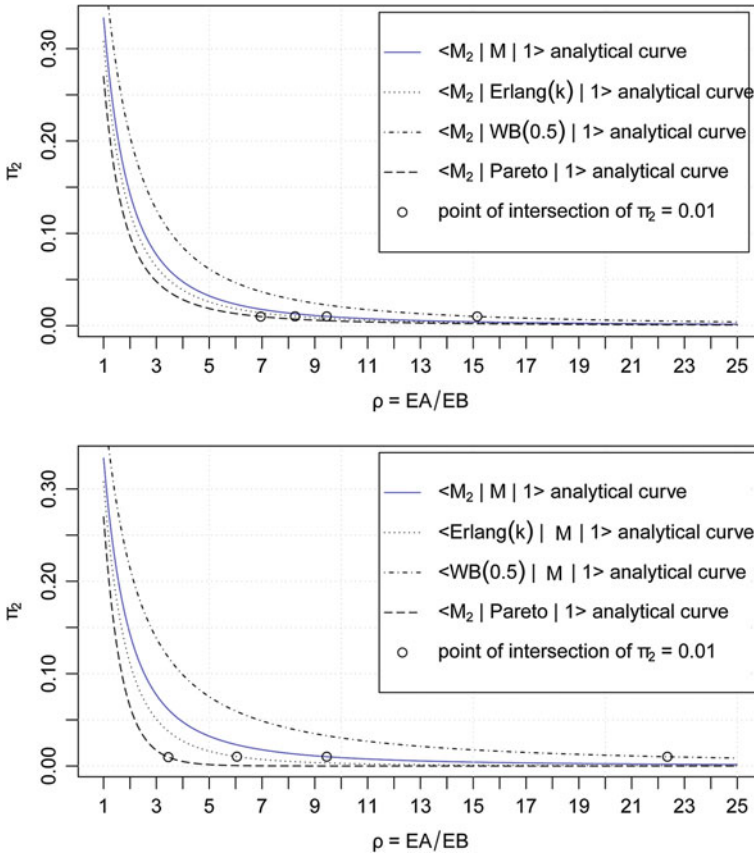 0.30
0.20
0.10
0.00
π₂
<M₂ | M | 1> analytical curve
<M₂ | Erlang(k) | 1> analytical curve
<M₂ | WB(0.5) | 1> analytical curve
<M₂ | Pareto | 1> analytical curve
point of intersection of π₂ = 0.01
1 3 5 7 9 11 13 15 17 19 21 23 25
ρ = EA/EB
0.30
0.20
0.10
0.00
π₂
<M₂ | M | 1> analytical curve
<Erlang(k) | M | 1> analytical curve
<WB(0.5) | M | 1> analytical curve
<M₂ | Pareto | 1> analytical curve
point of intersection of π₂ = 0.01
1 3 5 7 9 11 13 15 17 19 21 23 25
ρ = EA/EB